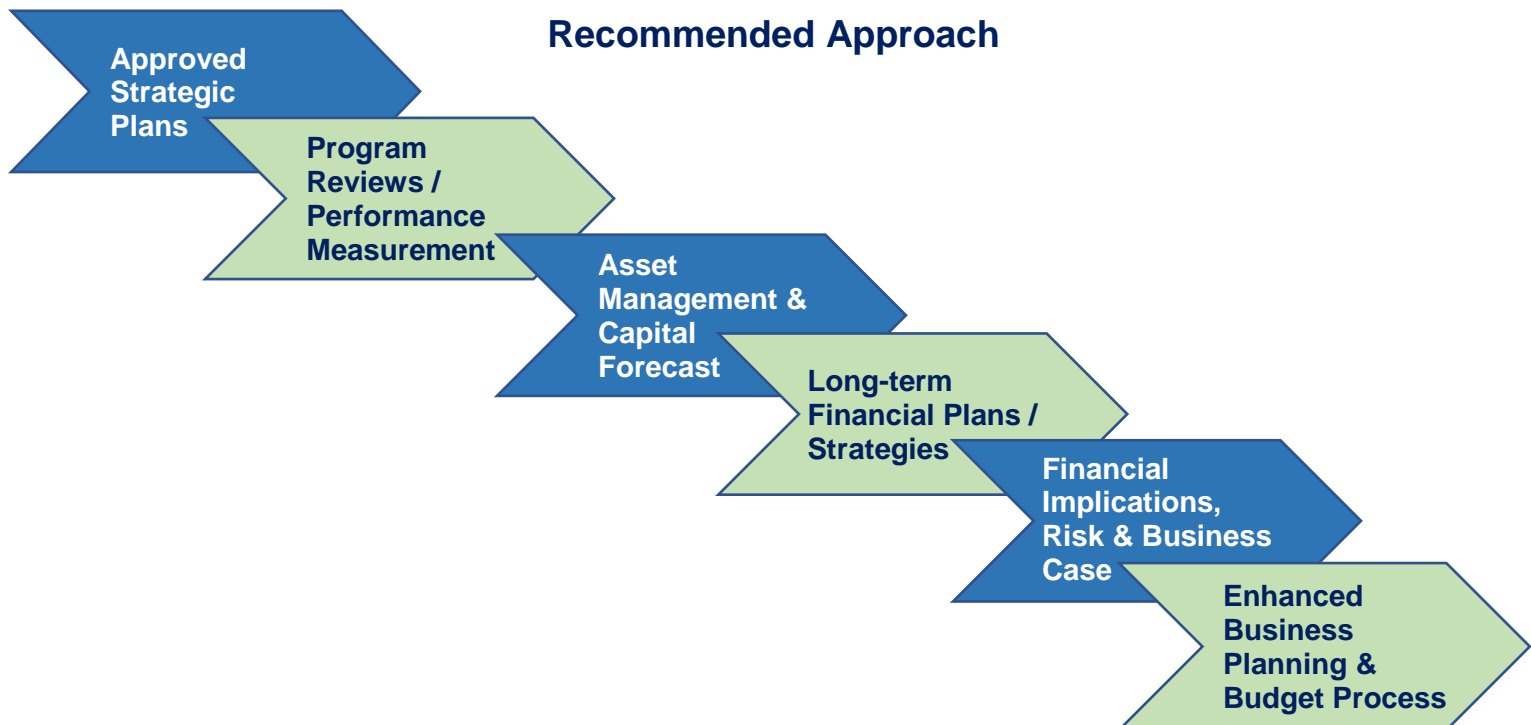 Recommended Approach
Approved
Strategic
Plans
Program
Reviews /
Performance
Measurement
Asset
Management &
Capital
Forecast
Long-term
Financial Plans /
Strategies
Financial
Implications,
Risk & Business
Case
Enhanced
Business
Planning &
Budget Process